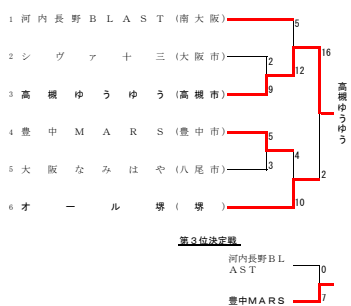 1 河内長野BLAST (南大阪)
5
16
2 シヴァ十三 (大阪市)
2
12
3 高槻ゆうゆう (高槻市)
9
高槻ゆうゆう
4 豊中MARS (豊中市)
5
4
5 大阪なみはや (八尾市)
3
2
6 オール堺 (堺)
10
第3位決定戦
河内長野BL
AST
0
豊中MARS
7